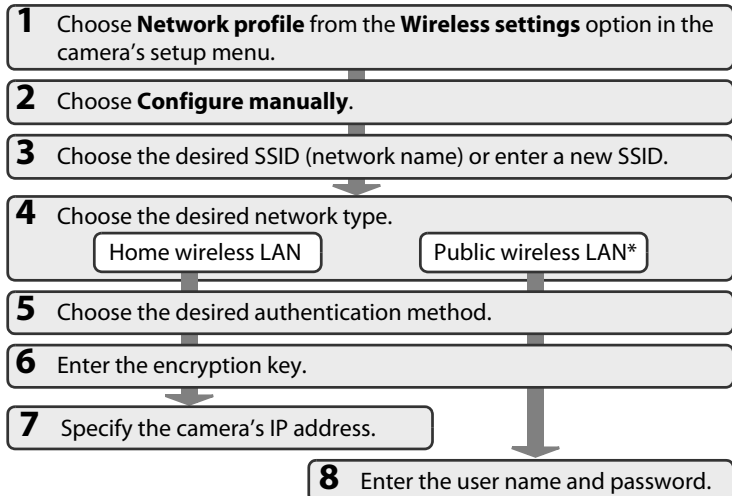 1 Choose Network profile from the Wireless settings option in the
camera's setup menu.
2 Choose Configure manually.
3 Choose the desired SSID (network name) or enter a new SSID.
4 Choose the desired network type.
Home wireless LAN Public wireless LAN*
5 Choose the desired authentication method.
6 Enter the encryption key.
7 Specify the camera's IP address.
8 Enter the user name and password.